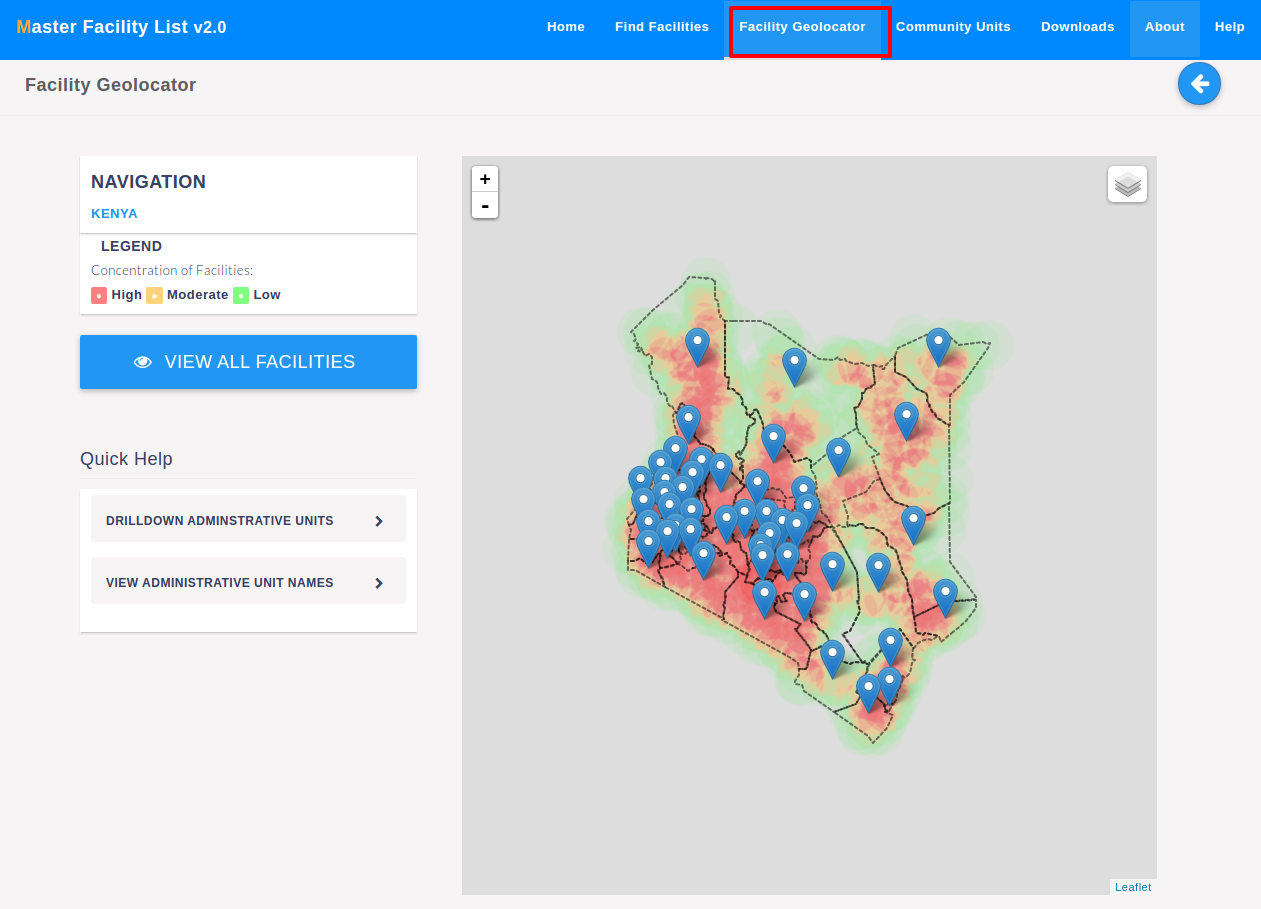 Master Facility List v2.0
Home Find Facilities Facility Geolocator Community Units Downloads About Help
Facility Geolocator
NAVIGATION
KENYA
LEGEND
Concentration of Facilities:
High Moderate Low
VIEW ALL FACILITIES
Quick Help
DRILLDOWN ADMINSTRATIVE UNITS
VIEW ADMINISTRATIVE UNIT NAMES
+
-
Leaflet